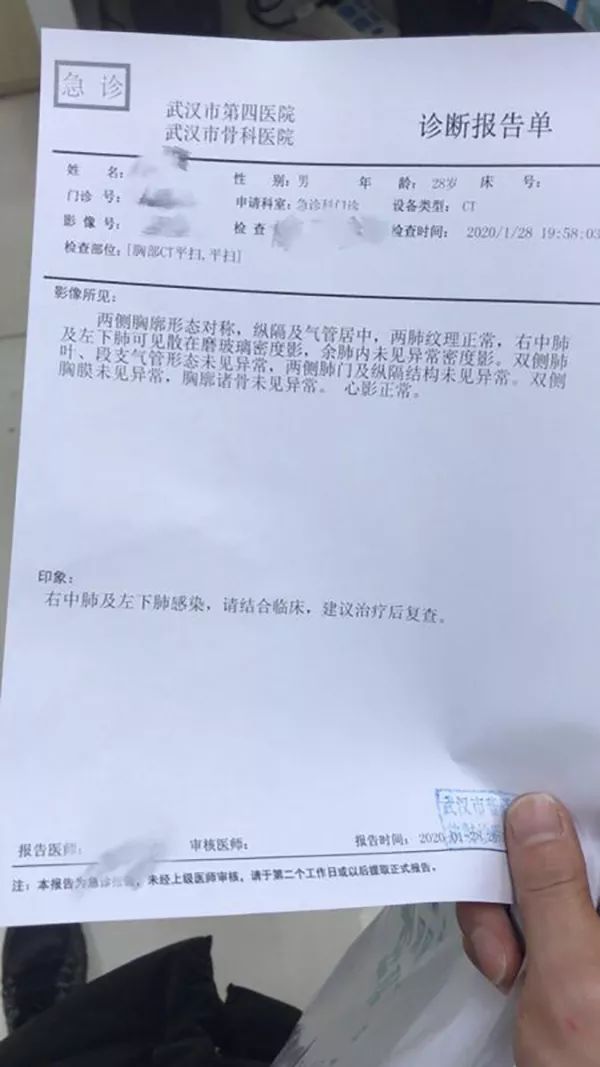 急诊
武汉市第四医院
武汉市骨科医院
诊断报告单
姓 名:
性 别: 男 年 龄: 28岁 床 号:
门诊 号:
申请科室: 急诊科门诊 设备类型: CT
影像 号:
检 查 检查时间: 2020/1/28 19:58:03
检查部位: [胸部CT平扫,平扫]
影像所见:
两侧胸廓形态对称, 纵隔及气管居中, 两肺纹理正常, 右中肺
及左下肺可见散在磨玻璃密度影, 余肺内未见异常密度影。双侧肺
叶、段支气管形态未见异常, 两侧肺门及纵隔结构未见异常。双侧
胸膜未见异常, 胸廓诸骨未见异常。 心影正常。
印象:
右中肺及左下肺感染, 请结合临床, 建议治疗后复查。
武汉市
报告医师: 审核医师: 报告时间: 2020-01-28
注: 本报告为急诊报告, 未经上级医师审核, 请于第二个工作日或以后提取正式报告。